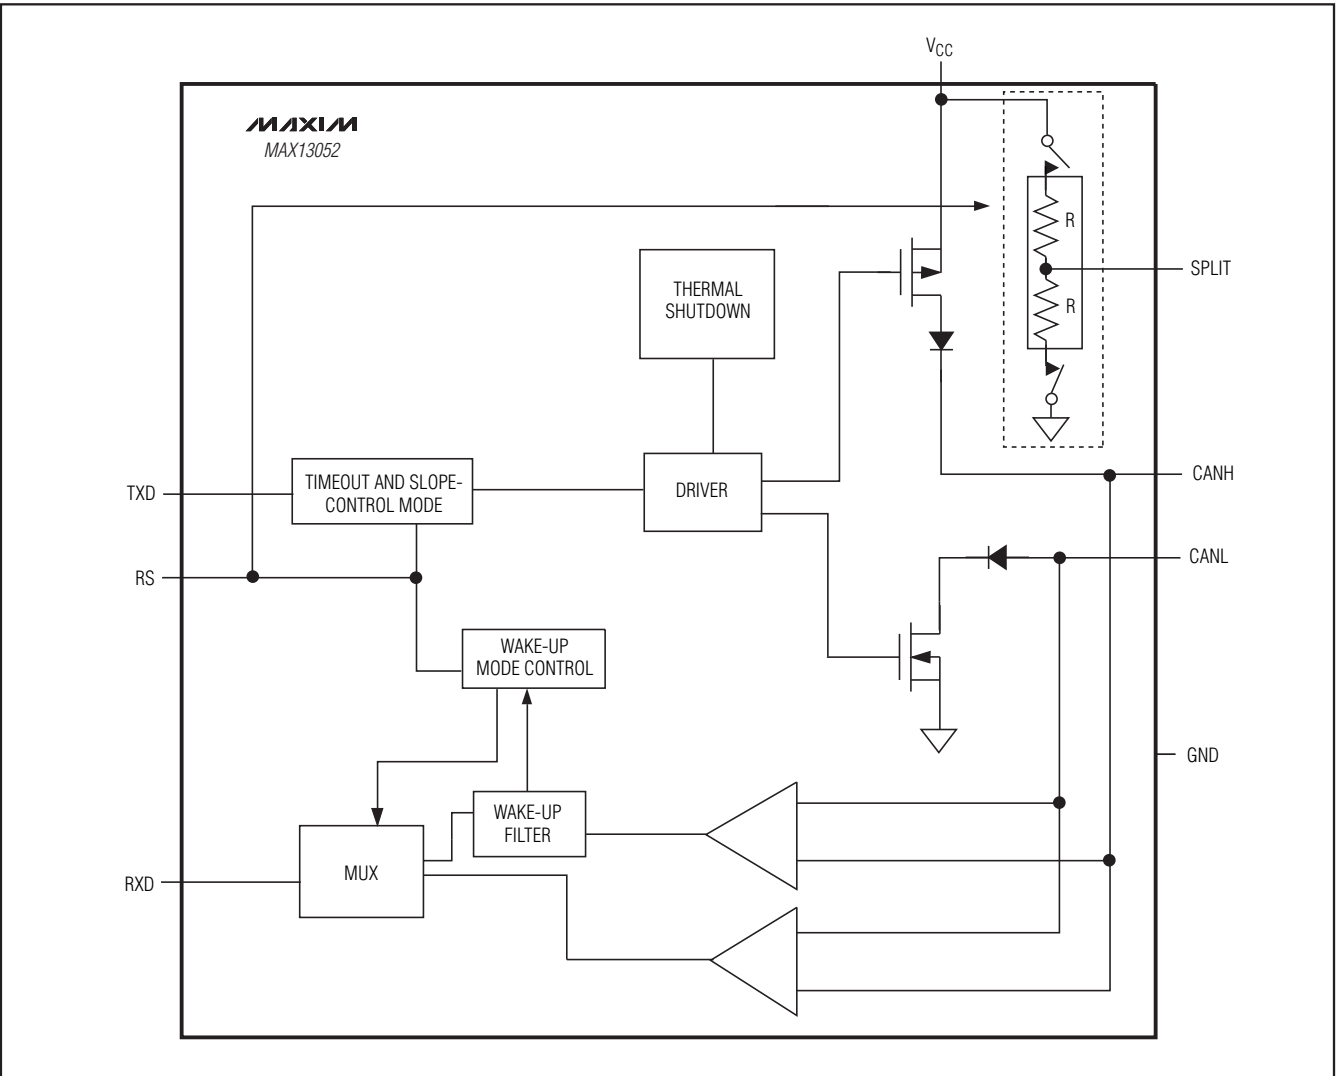 VCC
MAXIM
MAX13052
R
SPLIT
R
THERMAL
SHUTDOWN
TXD
TIMEOUT AND SLOPE-
CONTROL MODE
DRIVER
CANH
RS
CANL
WAKE-UP
MODE CONTROL
GND
WAKE-UP
FILTER
MUX
RXD